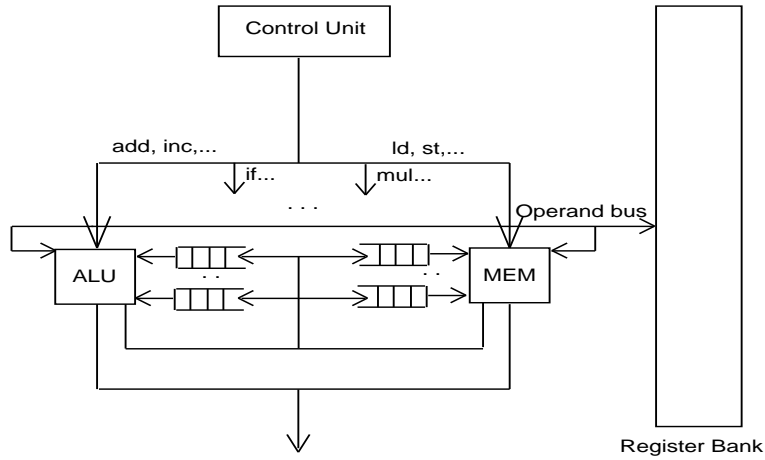 Control Unit
add, inc,...
ld, st,...
if...
mul...
. . .
Operand bus
ALU
. .
. .
MEM
Register Bank